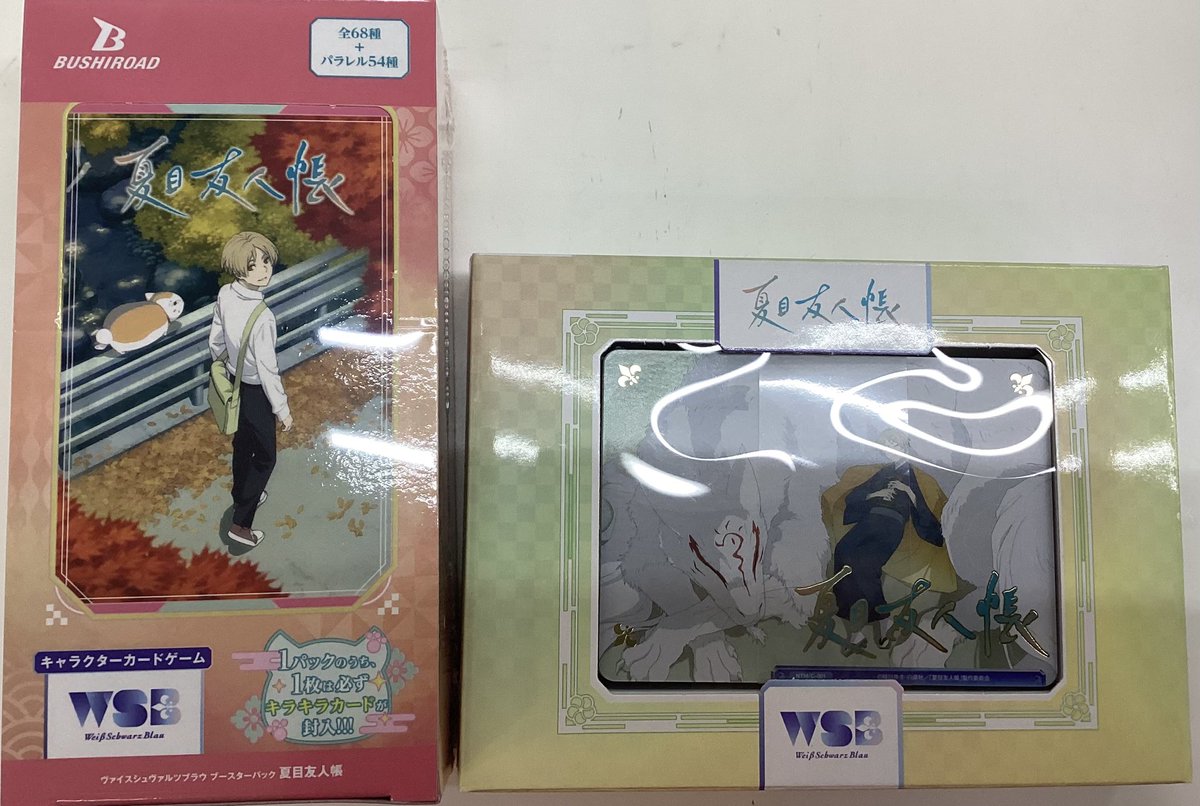 BUSHIROAD
全68種
+
パラレル54種
夏目友人帳
キャラクターカードゲーム
WSB
Weiß Schwarz Blau
1パックのうち、
1枚は必ず
キラキラカードが
封入!!!
ヴァイスシュヴァルツブラウ ブースターパック 夏目友人帳
夏目友人帳
夏目友人帳
WSB
Weiß Schwarz Blau